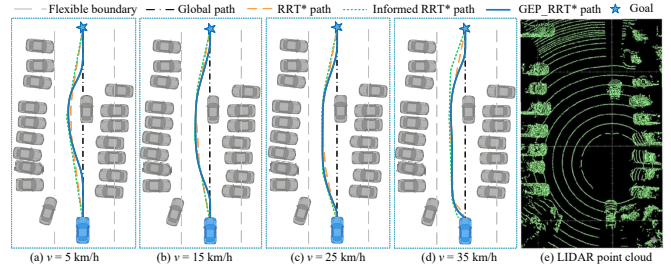 Flexible boundary Global path RRT* path Informed RRT* path GEP_RRT* path Goal
(a) v = 5 km/h (b) v = 15 km/h (c) v = 25 km/h (d) v = 35 km/h (e) LIDAR point cloud